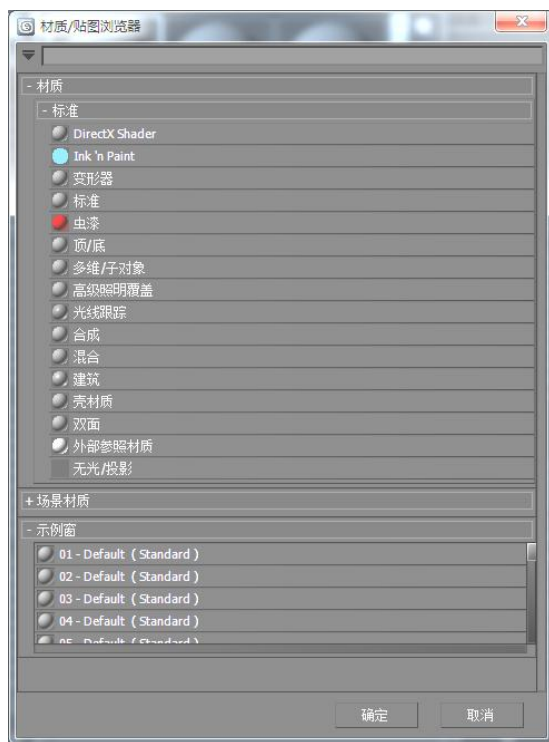 材质/贴图浏览器
- 材质
- 标准
DirectX Shader
Ink 'n Paint
变形器
标准
虫漆
顶/底
多维/子对象
高级照明覆盖
光线跟踪
合成
混合
建筑
壳材质
双面
外部参照材质
无光/投影
+ 场景材质
- 示例窗
01 - Default ( Standard )
02 - Default ( Standard )
03 - Default ( Standard )
04 - Default ( Standard )
05 - Default ( Standard )
确定
取消